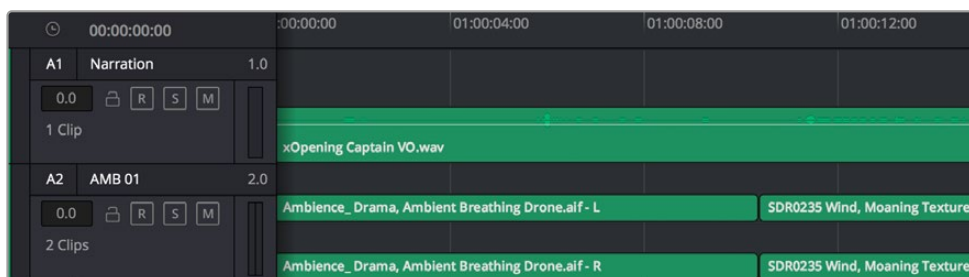 00:00:00:00 :00:00:00 01:00:04:00 01:00:08:00 01:00:12:00
A1 Narration 1.0
0.0 R S M
1 Clip
xOpening Captain VO.wav
A2 AMB 01 2.0
0.0 R S M
Ambience_ Drama, Ambient Breathing Drone.aif - L SDR0235 Wind, Moaning Texture
2 Clips
Ambience_ Drama, Ambient Breathing Drone.aif - R SDR0235 Wind, Moaning Texture